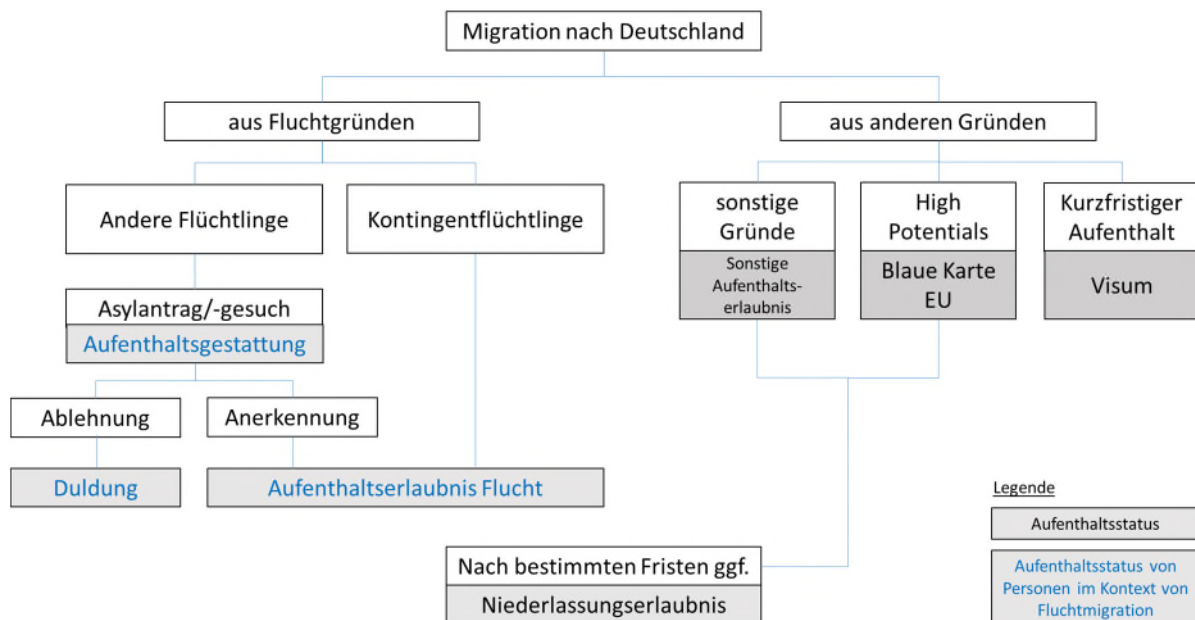 Migration nach Deutschland
aus Fluchtgründen
aus anderen Gründen
Andere Flüchtlinge
Kontingentflüchtlinge
sonstige
Gründe
Sonstige
Aufenthalts-
erlaubnis
High
Potentials
Blaue Karte
EU
Kurzfristiger
Aufenthalt
Visum
Asylantrag/-gesuch
Aufenthaltsgestattung
Ablehnung
Anerkennung
Duldung
Aufenthaltserlaubnis Flucht
Nach bestimmten Fristen ggf.
Niederlassungserlaubnis
Legende
Aufenthaltsstatus
Aufenthaltsstatus von
Personen im Kontext von
Fluchtmigration